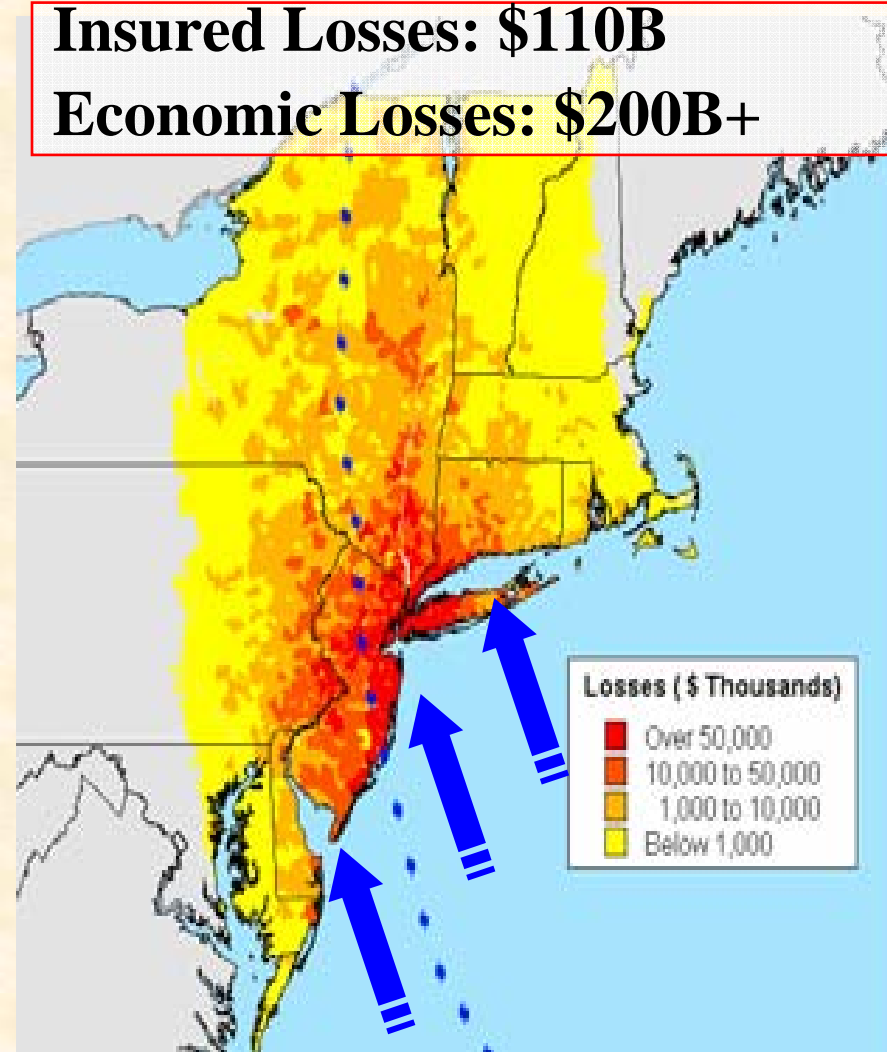 Insured Losses: $110B
Economic Losses: $200B+
Losses ($ Thousands)
Over 50,000
10,000 to 50,000
1,000 to 10,000
Below 1,000